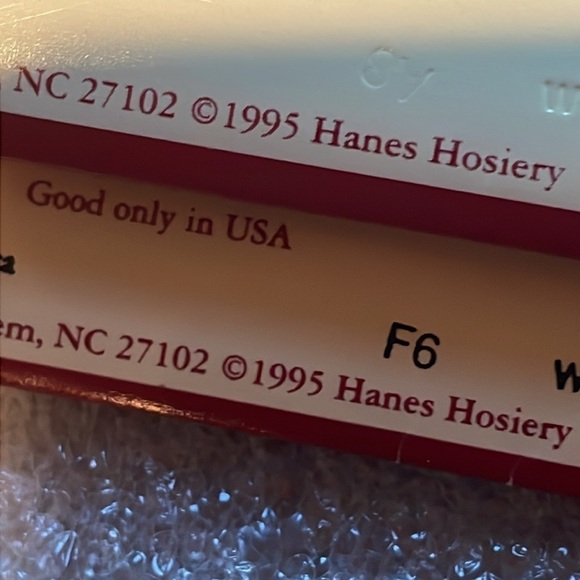 NC 27102 ©1995 Hanes Hosiery
Good only in USA
F6
em, NC 27102 ©1995 Hanes Hosiery